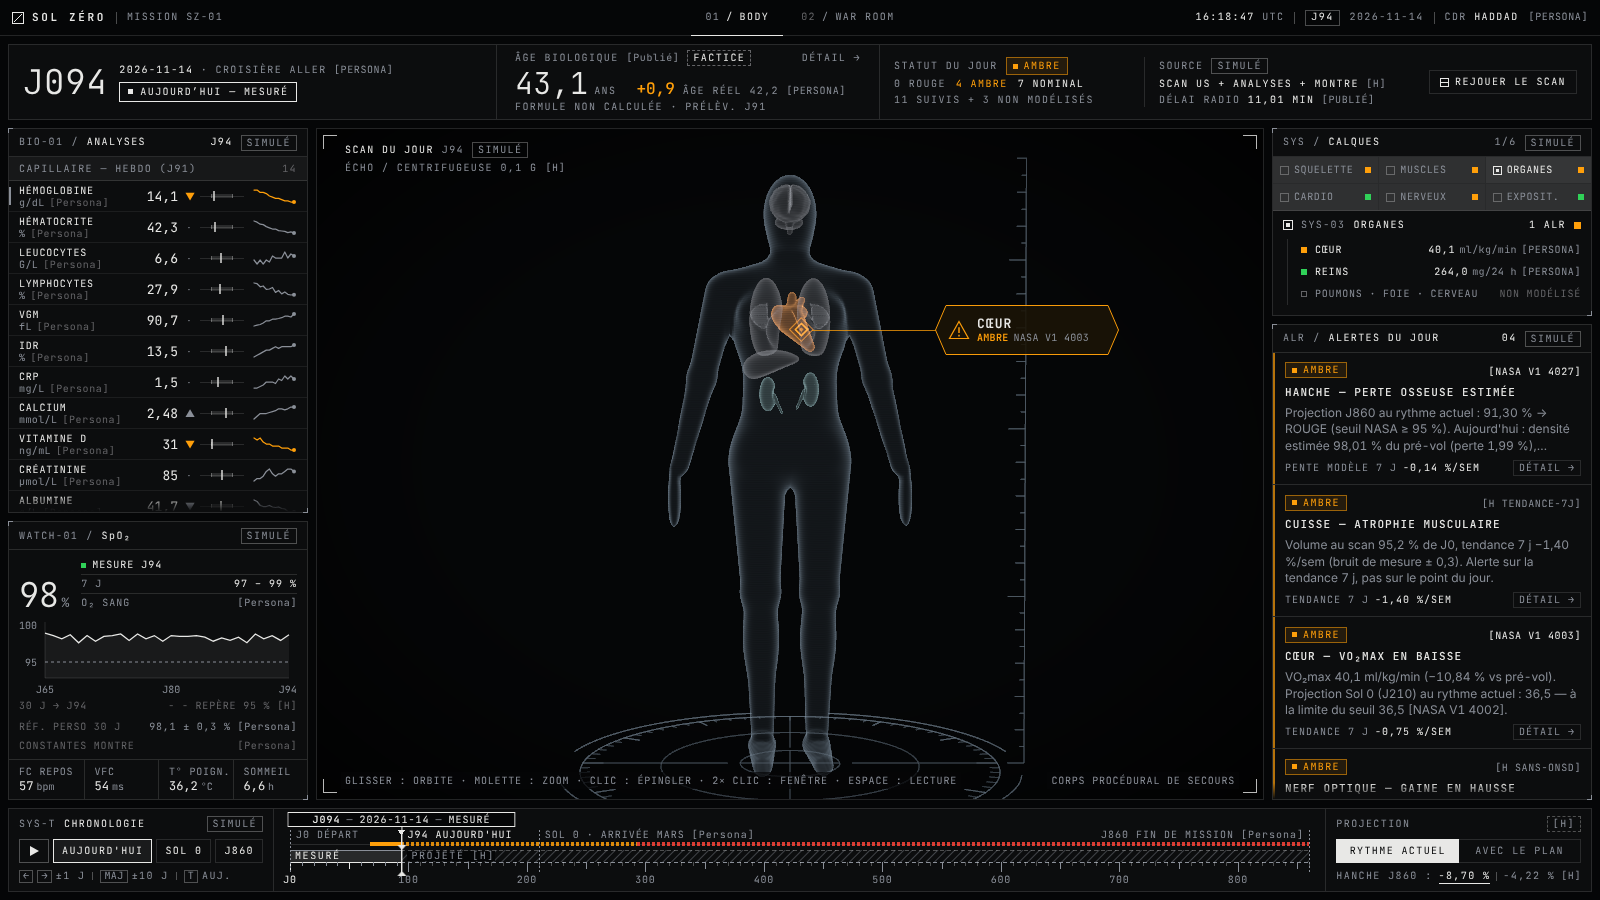 SOL ZÉRO | MISSION SZ-01
01 / BODY
02 / WAR ROOM
16:18:47 UTC | J94 2026-11-14 | CDR HADDAD [PERSONA]
J094
2026-11-14 · CROISIÈRE ALLER [PERSONA]
AUJOURD'HUI — MESURÉ
ÂGE BIOLOGIQUE [Publié] FACTICE
DÉTAIL →
43,1 ANS +0,9 ÂGE RÉEL 42,2 [PERSONA]
FORMULE NON CALCULÉE · PRÉLÈV. J91
STATUT DU JOUR AMBRE
0 ROUGE 4 AMBRE 7 NOMINAL
11 SUIVIS + 3 NON MODÉLISÉS
SOURCE SIMULÉ
SCAN US + ANALYSES + MONTRE [H]
DÉLAI RADIO 11,01 MIN [PUBLIÉ]
REJOUER LE SCAN
BIO-01 / ANALYSES J94 SIMULÉ
CAPILLAIRE — HEBDO (J91) 14
HÉMOGLOBINE
g/dL [Persona]
14,1
HÉMATOCRITE
% [Persona]
42,3
LEUCOCYTES
G/L [Persona]
6,6
LYMPHOCYTES
% [Persona]
27,9
VGM
fL [Persona]
90,7
IDR
% [Persona]
13,5
CRP
mg/L [Persona]
1,5
CALCIUM
mmol/L [Persona]
2,48
VITAMINE D
ng/mL [Persona]
31
CRÉATININE
µmol/L [Persona]
85
ALBUMINE
41,7
WATCH-01 / SpO₂ SIMULÉ
98%
MESURE J94
7 J 97 – 99 %
O₂ SANG [Persona]
100
95
J65 J80 J94
30 J → J94 - - REPÈRE 95 % [H]
RÉF. PERSO 30 J 98,1 ± 0,3 % [Persona]
CONSTANTES MONTRE [Persona]
FC REPOS
57 bpm
VFC
54 ms
T° POIGN.
36,2 °C
SOMMEIL
6,6 h
SCAN DU JOUR J94 SIMULÉ
ÉCHO / CENTRIFUGEUSE 0,1 G [H]
CŒUR
AMBRE NASA V1 4003
GLISSER : ORBITE · MOLETTE : ZOOM · CLIC : ÉPINGLER · 2× CLIC : FENÊTRE · ESPACE : LECTURE
CORPS PROCÉDURAL DE SECOURS
SYS / CALQUES 1/6 SIMULÉ
SQUELETTE
MUSCLES
ORGANES
CARDIO
NERVEUX
EXPOSIT.
SYS-03 ORGANES 1 ALR
CŒUR 40,1 ml/kg/min [PERSONA]
REINS 264,0 mg/24 h [PERSONA]
POUMONS · FOIE · CERVEAU NON MODÉLISÉ
ALR / ALERTES DU JOUR 04 SIMULÉ
AMBRE [NASA V1 4027]
HANCHE — PERTE OSSEUSE ESTIMÉE
Projection J860 au rythme actuel : 91,30 % →
ROUGE (seuil NASA ≥ 95 %). Aujourd'hui : densité
estimée 98,01 % du pré-vol (perte 1,99 %),…
PENTE MODÈLE 7 J -0,14 %/SEM DÉTAIL →
AMBRE [H TENDANCE-7J]
CUISSE — ATROPHIE MUSCULAIRE
Volume au scan 95,2 % de J0, tendance 7 j −1,40
%/sem (bruit de mesure ± 0,3). Alerte sur la
tendance 7 j, pas sur le point du jour.
TENDANCE 7 J -1,40 %/SEM DÉTAIL →
AMBRE [NASA V1 4003]
CŒUR — VO₂MAX EN BAISSE
VO₂max 40,1 ml/kg/min (−10,84 % vs pré-vol).
Projection Sol 0 (J210) au rythme actuel : 36,5 — à
la limite du seuil 36,5 [NASA V1 4002].
TENDANCE 7 J -0,75 %/SEM DÉTAIL →
AMBRE [H SANS-ONSD]
NERF OPTIQUE — GAINE EN HAUSSE
SYS-T CHRONOLOGIE SIMULÉ
AUJOURD'HUI SOL 0 J860
← → ±1 J | MAJ ±10 J | T AUJ.
J094 — 2026-11-14 — MESURÉ
J0 DÉPART J94 AUJOURD'HUI SOL 0 · ARRIVÉE MARS [Persona] J860 FIN DE MISSION [Persona]
MESURÉ PROJETÉ [H]
J0 100 200 300 400 500 600 700 800
PROJECTION [H]
RYTHME ACTUEL AVEC LE PLAN
HANCHE J860 : -8,70 % | -4,22 % [H]